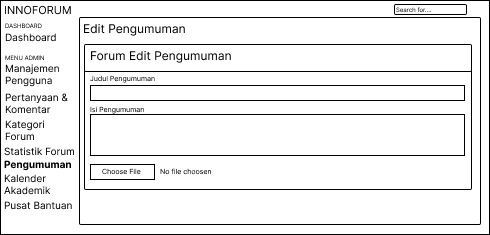 INNOFORUM
Search for....
DASHBOARD
Dashboard
MENU ADMIN
Manajemen
Pengguna
Pertanyaan &
Komentar
Kategori
Forum
Statistik Forum
Pengumuman
Kalender
Akademik
Pusat Bantuan
Edit Pengumuman
Forum Edit Pengumuman
Judul Pengumuman
Isi Pengumuman
Choose File
No file choosen